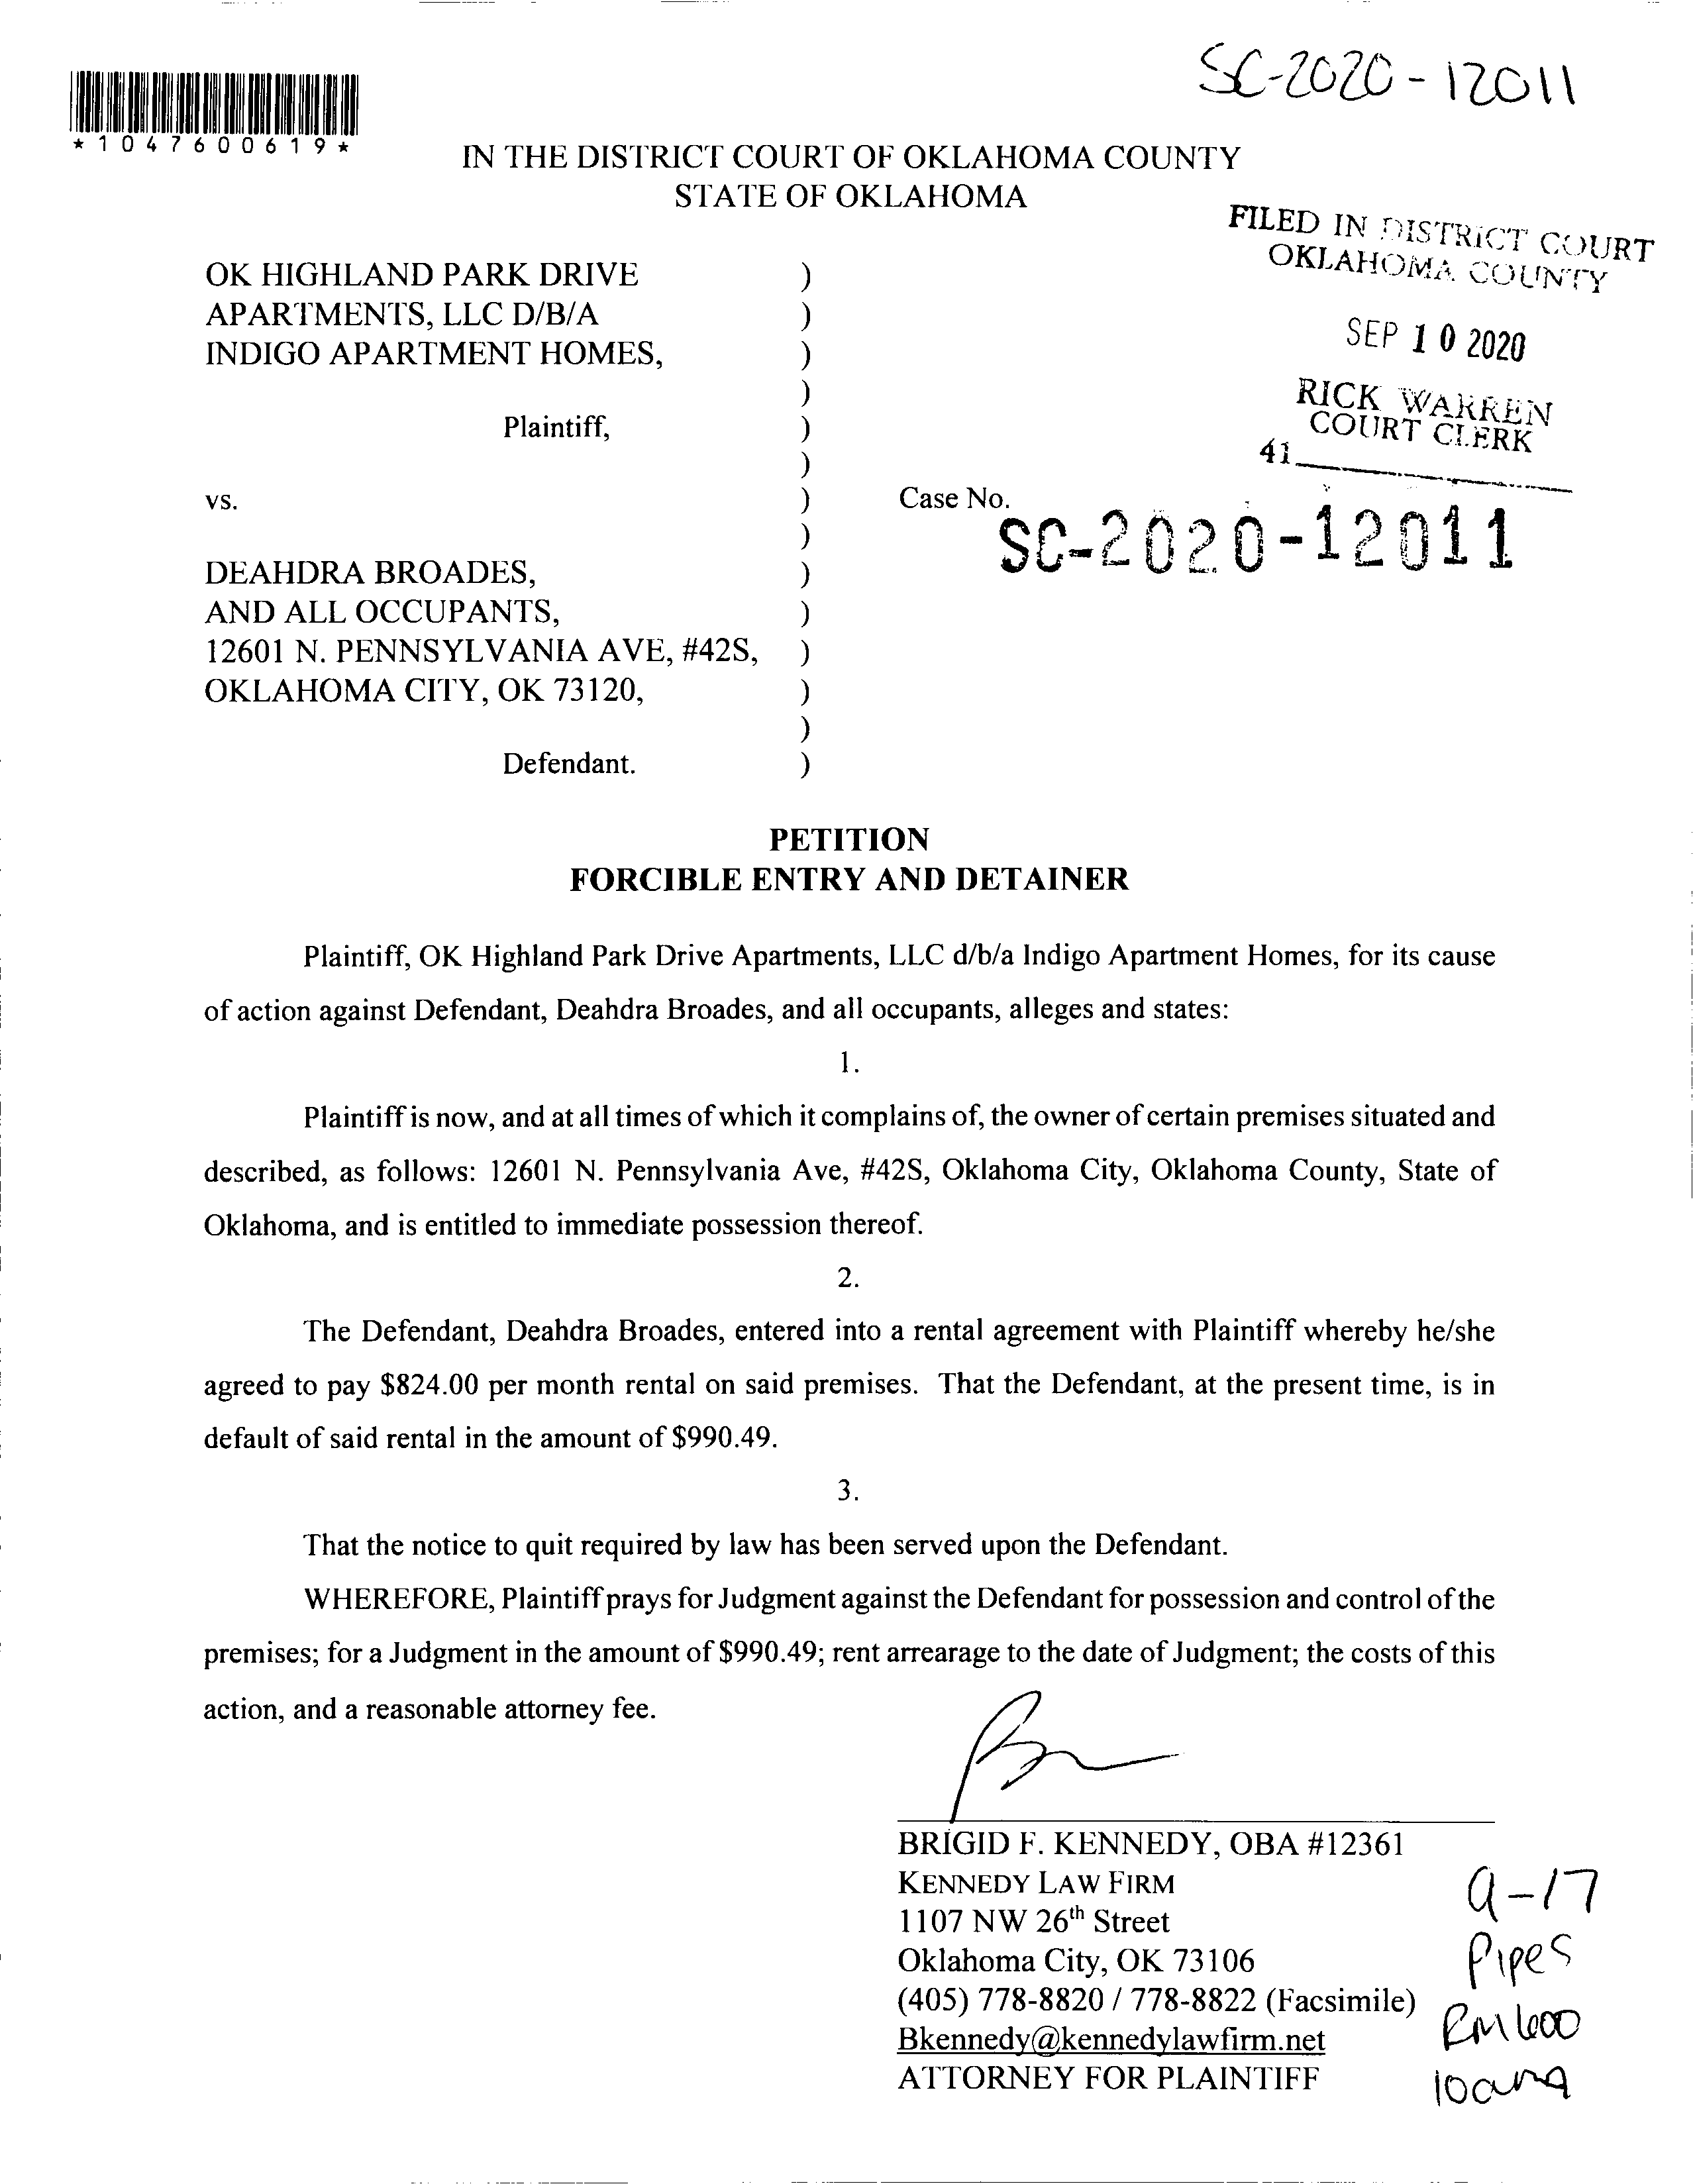 SC-2020-12011
*1047600619*
IN THE DISTRICT COURT OF OKLAHOMA COUNTY
STATE OF OKLAHOMA
FILED IN DISTRICT COURT
OKLAHOMA COUNTY
SEP 10 2020
RICK WARREN
COURT CLERK
41
OK HIGHLAND PARK DRIVE )
APARTMENTS, LLC D/B/A )
INDIGO APARTMENT HOMES, )
)
Plaintiff, )
)
vs. ) Case No.
SC-2020-12011
)
DEAHDRA BROADES, )
AND ALL OCCUPANTS, )
12601 N. PENNSYLVANIA AVE, #42S, )
OKLAHOMA CITY, OK 73120, )
)
Defendant. )
PETITION
FORCIBLE ENTRY AND DETAINER
Plaintiff, OK Highland Park Drive Apartments, LLC d/b/a Indigo Apartment Homes, for its cause
of action against Defendant, Deahdra Broades, and all occupants, alleges and states:
1.
Plaintiff is now, and at all times of which it complains of, the owner of certain premises situated and
described, as follows: 12601 N. Pennsylvania Ave, #42S, Oklahoma City, Oklahoma County, State of
Oklahoma, and is entitled to immediate possession thereof.
2.
The Defendant, Deahdra Broades, entered into a rental agreement with Plaintiff whereby he/she
agreed to pay $824.00 per month rental on said premises. That the Defendant, at the present time, is in
default of said rental in the amount of $990.49.
3.
That the notice to quit required by law has been served upon the Defendant.
WHEREFORE, Plaintiff prays for Judgment against the Defendant for possession and control of the
premises; for a Judgment in the amount of $990.49; rent arrearage to the date of Judgment; the costs of this
action, and a reasonable attorney fee.
BRIGID F. KENNEDY, OBA #12361
KENNEDY LAW FIRM
1107 NW 26th Street
Oklahoma City, OK 73106
(405) 778-8820 / 778-8822 (Facsimile)
Bkennedy@kennedylawfirm.net
ATTORNEY FOR PLAINTIFF
9-17
Pipes
RM 600